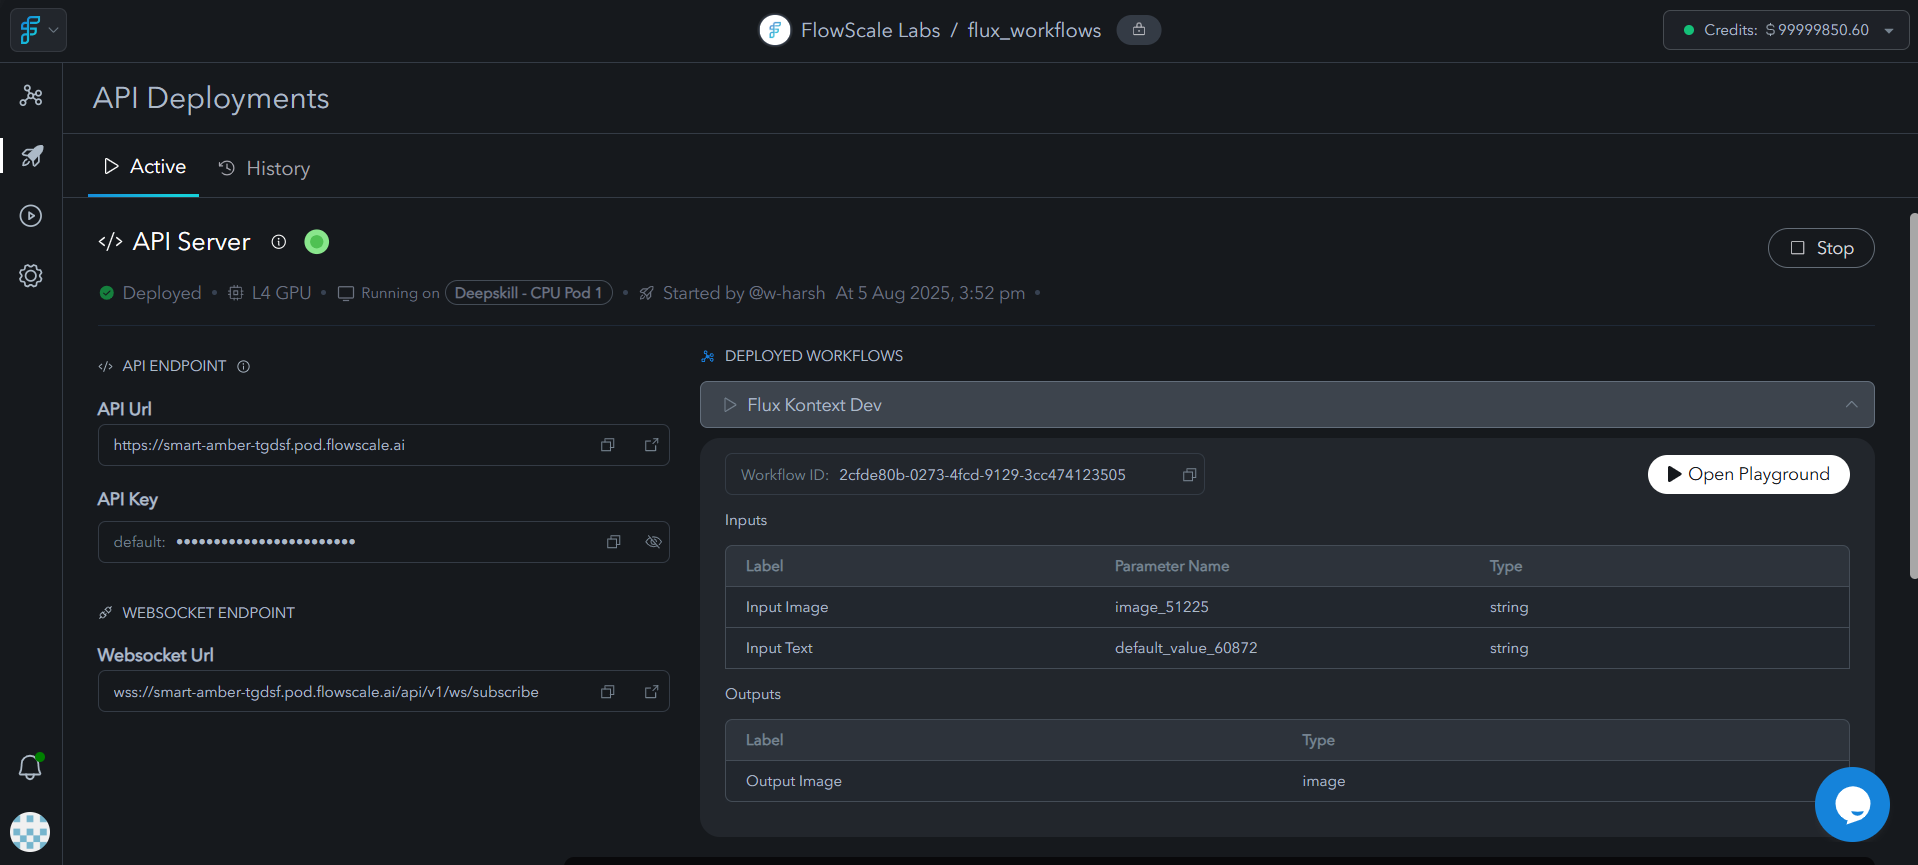 FlowScale Labs / flux_workflows
Credits: $ 99999850.60
API Deployments
Active
History
</> API Server
Stop
Deployed • L4 GPU • Running on Deepskill - CPU Pod 1 • Started by @w-harsh At 5 Aug 2025, 3:52 pm •
</> API ENDPOINT
API Url
https://smart-amber-tgdsf.pod.flowscale.ai
API Key
default: ••••••••••••••••••••••••
WEBSOCKET ENDPOINT
Websocket Url
wss://smart-amber-tgdsf.pod.flowscale.ai/api/v1/ws/subscribe
DEPLOYED WORKFLOWS
Flux Kontext Dev
Workflow ID: 2cfde80b-0273-4fcd-9129-3cc474123505
Open Playground
Inputs
Label Parameter Name Type
Input Image image_51225 string
Input Text default_value_60872 string
Outputs
Label Type
Output Image image